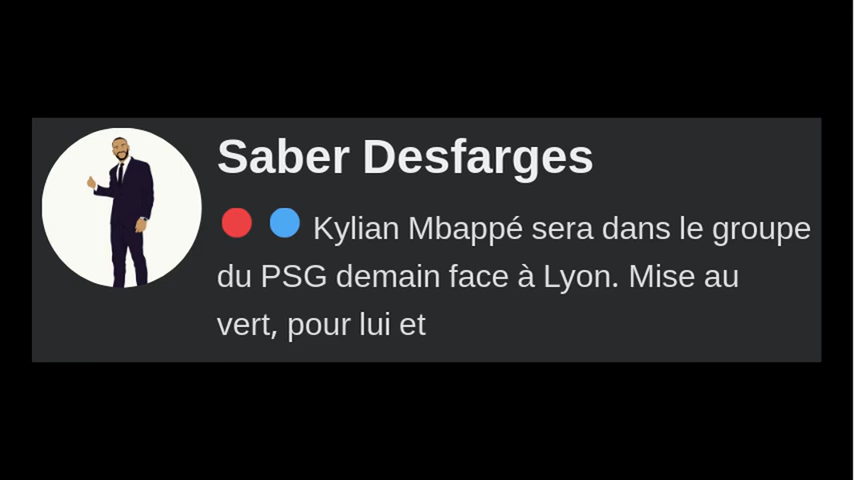 Saber Desfarges
🔴 🔵 Kylian Mbappé sera dans le groupe
du PSG demain face à Lyon. Mise au
vert, pour lui et